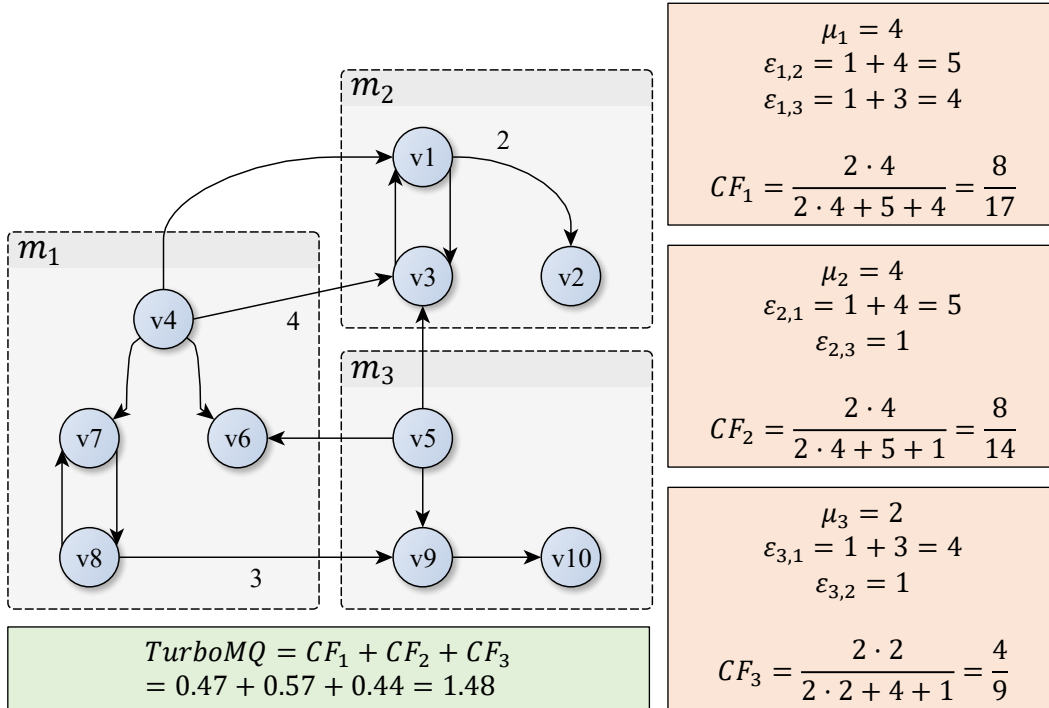 m₂
v1
2
v3
v2
m₁
v4
4
v7
v6
v8
3
m₃
v5
v9
v10
TurboMQ = CF₁ + CF₂ + CF₃
= 0.47 + 0.57 + 0.44 = 1.48
μ₁ = 4
ε₁,₂ = 1 + 4 = 5
ε₁,₃ = 1 + 3 = 4
CF₁ = 2 · 4 / 2 · 4 + 5 + 4 = 8 / 17
μ₂ = 4
ε₂,₁ = 1 + 4 = 5
ε₂,₃ = 1
CF₂ = 2 · 4 / 2 · 4 + 5 + 1 = 8 / 14
μ₃ = 2
ε₃,₁ = 1 + 3 = 4
ε₃,₂ = 1
CF₃ = 2 · 2 / 2 · 2 + 4 + 1 = 4 / 9